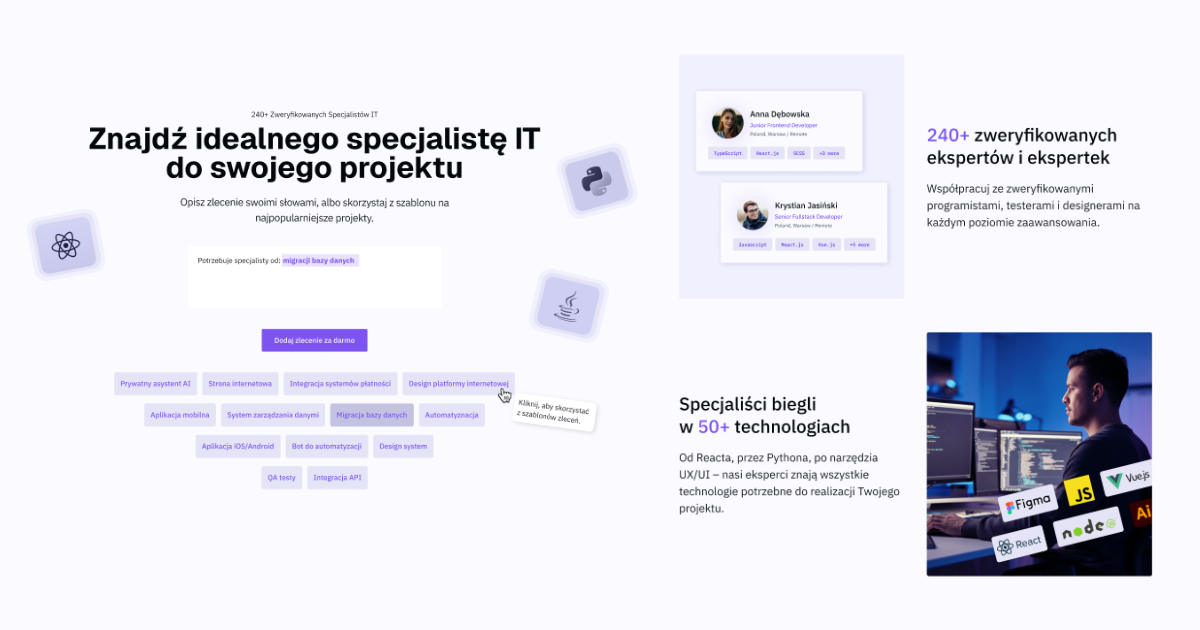 240+ Zweryfikowanych Specjalistów IT
Znajdź idealnego specjalistę IT
do swojego projektu
Opisz zlecenie swoimi słowami, albo skorzystaj z szablonu na
najpopularniejsze projekty.
Potrzebuje specjalisty od: migracji bazy danych
Dodaj zlecenie za darmo
Prywatny asystent AI
Strona internetowa
Integracja systemów płatności
Design platformy internetowej
Aplikacja mobilna
System zarządzania danymi
Migracja bazy danych
Automatyznacja
Aplikacja iOS/Android
Bot do automatyzacji
Design system
QA testy
Integracja API
Kliknij, aby skorzystać
z szablonów zleceń.
Anna Dębowska
Junior Frontend Developer
Poland, Warsaw / Remote
TypeScript
React.js
SCSS
+3 more
Krystian Jasiński
Senior Fullstack Developer
Poland, Warsaw / Remote
Javascript
React.js
Vue.js
+5 more
240+ zweryfikowanych
ekspertów i ekspertek
Współpracuj ze zweryfikowanymi
programistami, testerami i designerami na
każdym poziomie zaawansowania.
Specjaliści biegli
w 50+ technologiach
Od Reacta, przez Pythona, po narzędzia
UX/UI – nasi eksperci znają wszystkie
technologie potrzebne do realizacji Twojego
projektu.
Figma
JS
Vue.js
React
node
Ai